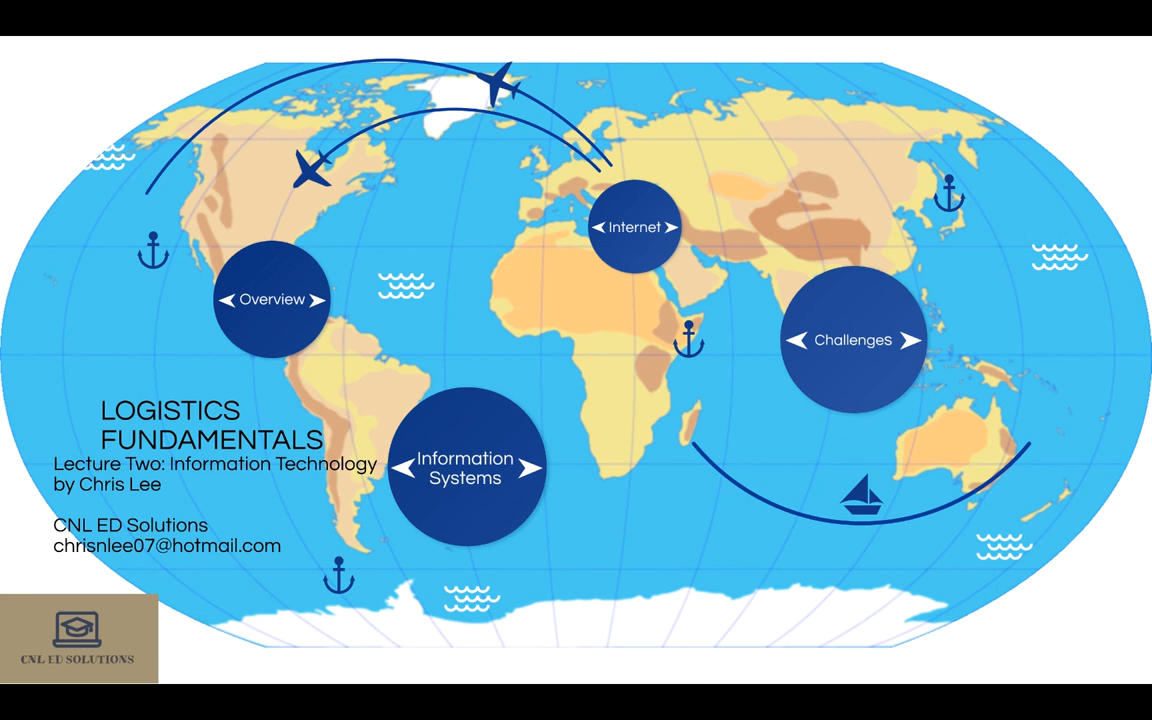 Internet
Overview
Challenges
LOGISTICS
FUNDAMENTALS
Lecture Two: Information Technology
by Chris Lee
Information
Systems
CNL ED Solutions
chrisnlee07@hotmail.com
CNL ED SOLUTIONS